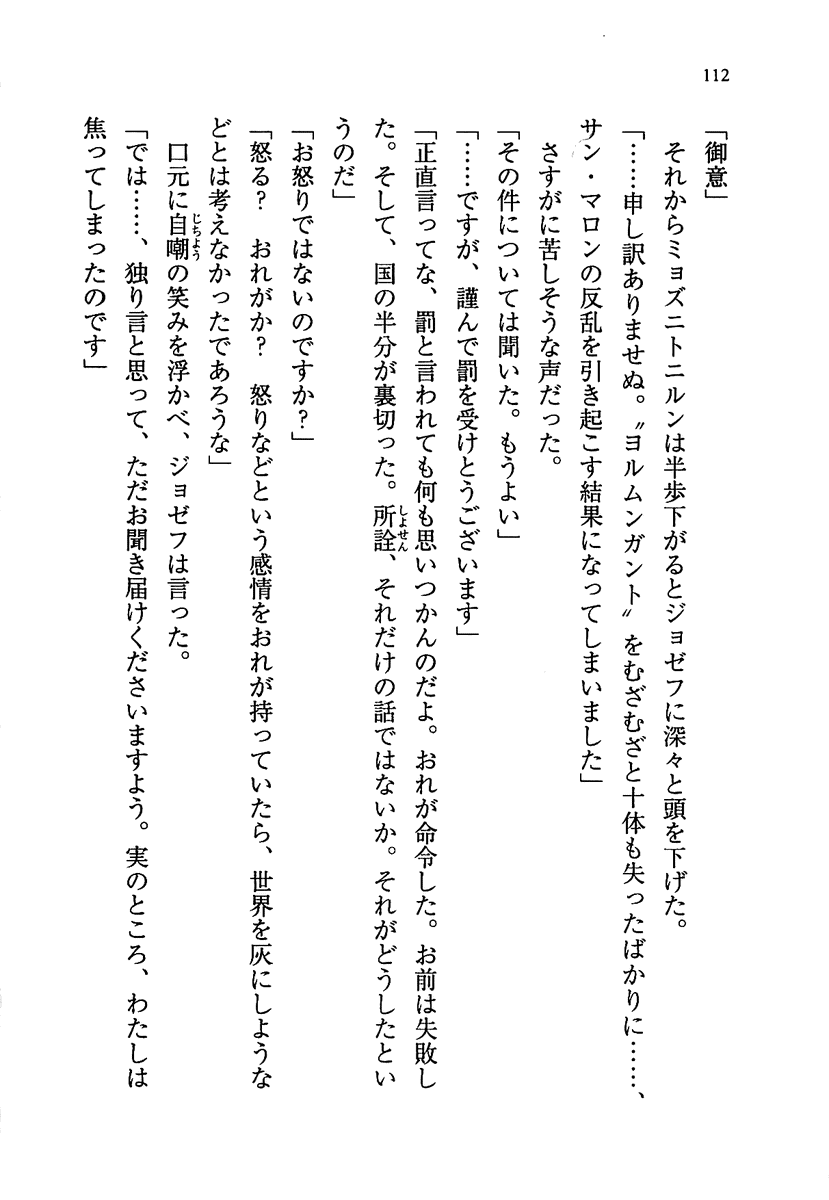 112
「御意」
それからミョズニトニルンは半歩下がるとジョゼフに深々と頭を下げた。
「……申し訳ありませぬ。〝ヨルムンガント〟をむざむざと十体も失ったばかりに……、
サン・マロンの反乱を引き起こす結果になってしまいました」
さすがに苦しそうな声だった。
「その件については聞いた。もうよい」
「……ですが、謹んで罰を受けとうございます」
「正直言ってな、罰と言われても何も思いつかんのだよ。おれが命令した。お前は失敗し
た。そして、国の半分が裏切った。所詮、それだけの話ではないか。それがどうしたとい
うのだ」
「お怒りではないのですか？」
「怒る？　おれがか？　怒りなどという感情をおれが持っていたら、世界を灰にしような
どとは考えなかったであろうな」
口元に自嘲の笑みを浮かべ、ジョゼフは言った。
「では……、独り言と思って、ただお聞き届けくださいますよう。実のところ、わたしは
焦ってしまったのです」